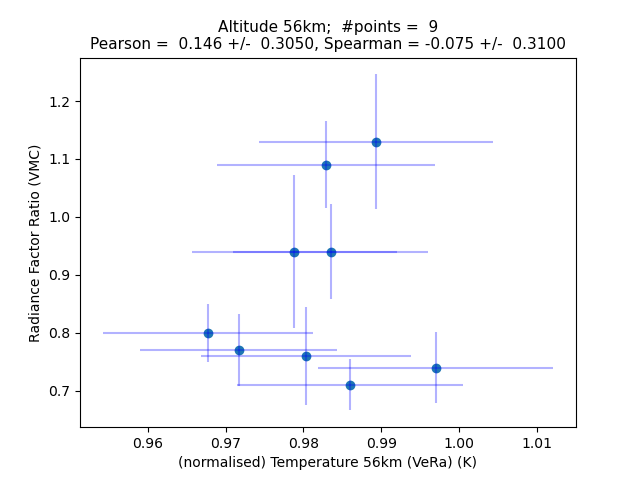 Altitude 56km;  #points =  9
Pearson =  0.146 +/-  0.3050, Spearman = -0.075 +/-  0.3100
1.2
1.1
1.0
0.9
0.8
0.7
Radiance Factor Ratio (VMC)
0.96 0.97 0.98 0.99 1.00 1.01
(normalised) Temperature 56km (VeRa) (K)